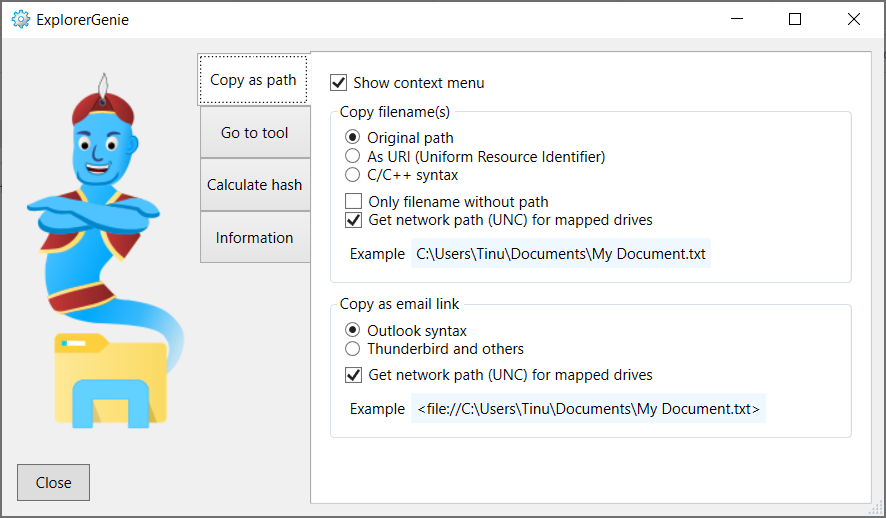 ExplorerGenie
Copy as path
Go to tool
Calculate hash
Information
Show context menu
Copy filename(s)
Original path
As URI (Uniform Resource Identifier)
C/C++ syntax
Only filename without path
Get network path (UNC) for mapped drives
Example C:\Users\Tinu\Documents\My Document.txt
Copy as email link
Outlook syntax
Thunderbird and others
Get network path (UNC) for mapped drives
Example <file://C:\Users\Tinu\Documents\My Document.txt>
Close